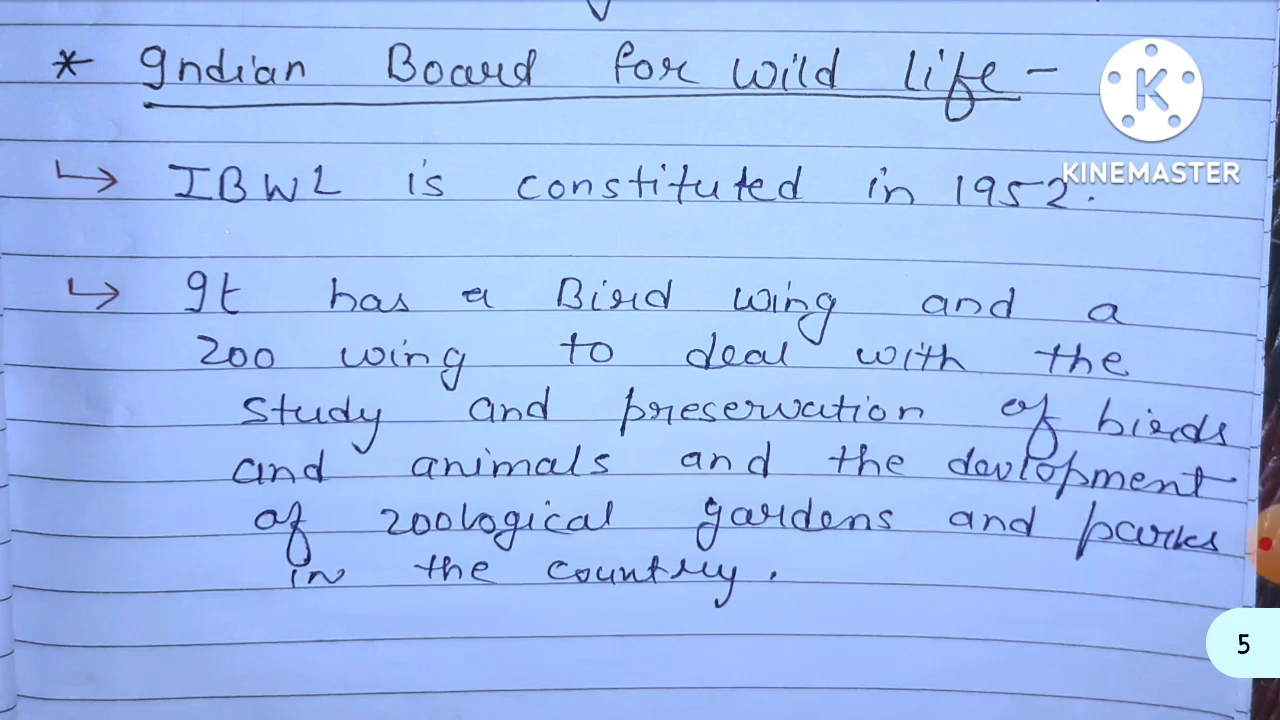 * Indian Board for wild life -
KINEMASTER
↳ IBWL is constituted in 1952.
↳ It has a Bird wing and a
zoo wing to deal with the
study and preservation of birds
and animals and the devlopment
of zoological gardens and parks
in the country.
5